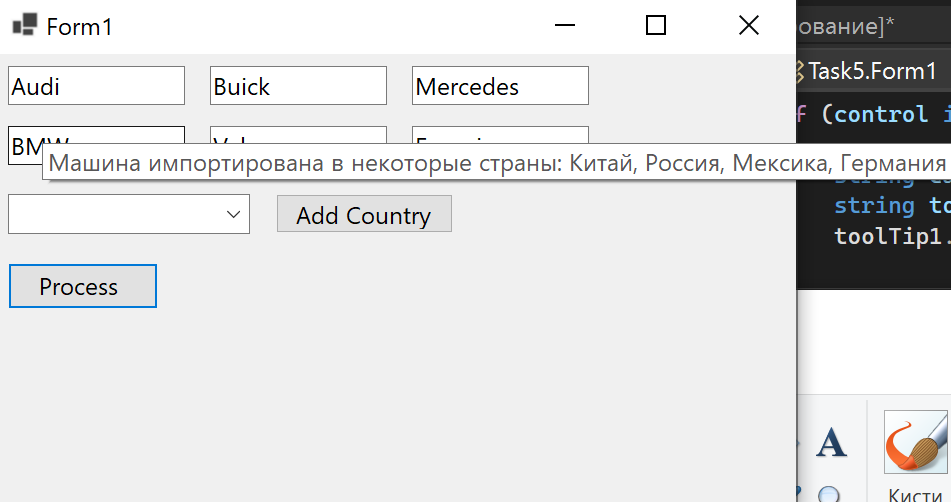 Form1
ование]*
Task5.Form1
Audi Buick Mercedes
f (control i
BMW
Машина импортирована в некоторые страны: Китай, Россия, Мексика, Германия
string to
Add Country
toolTip1.
Process
A
Кисти